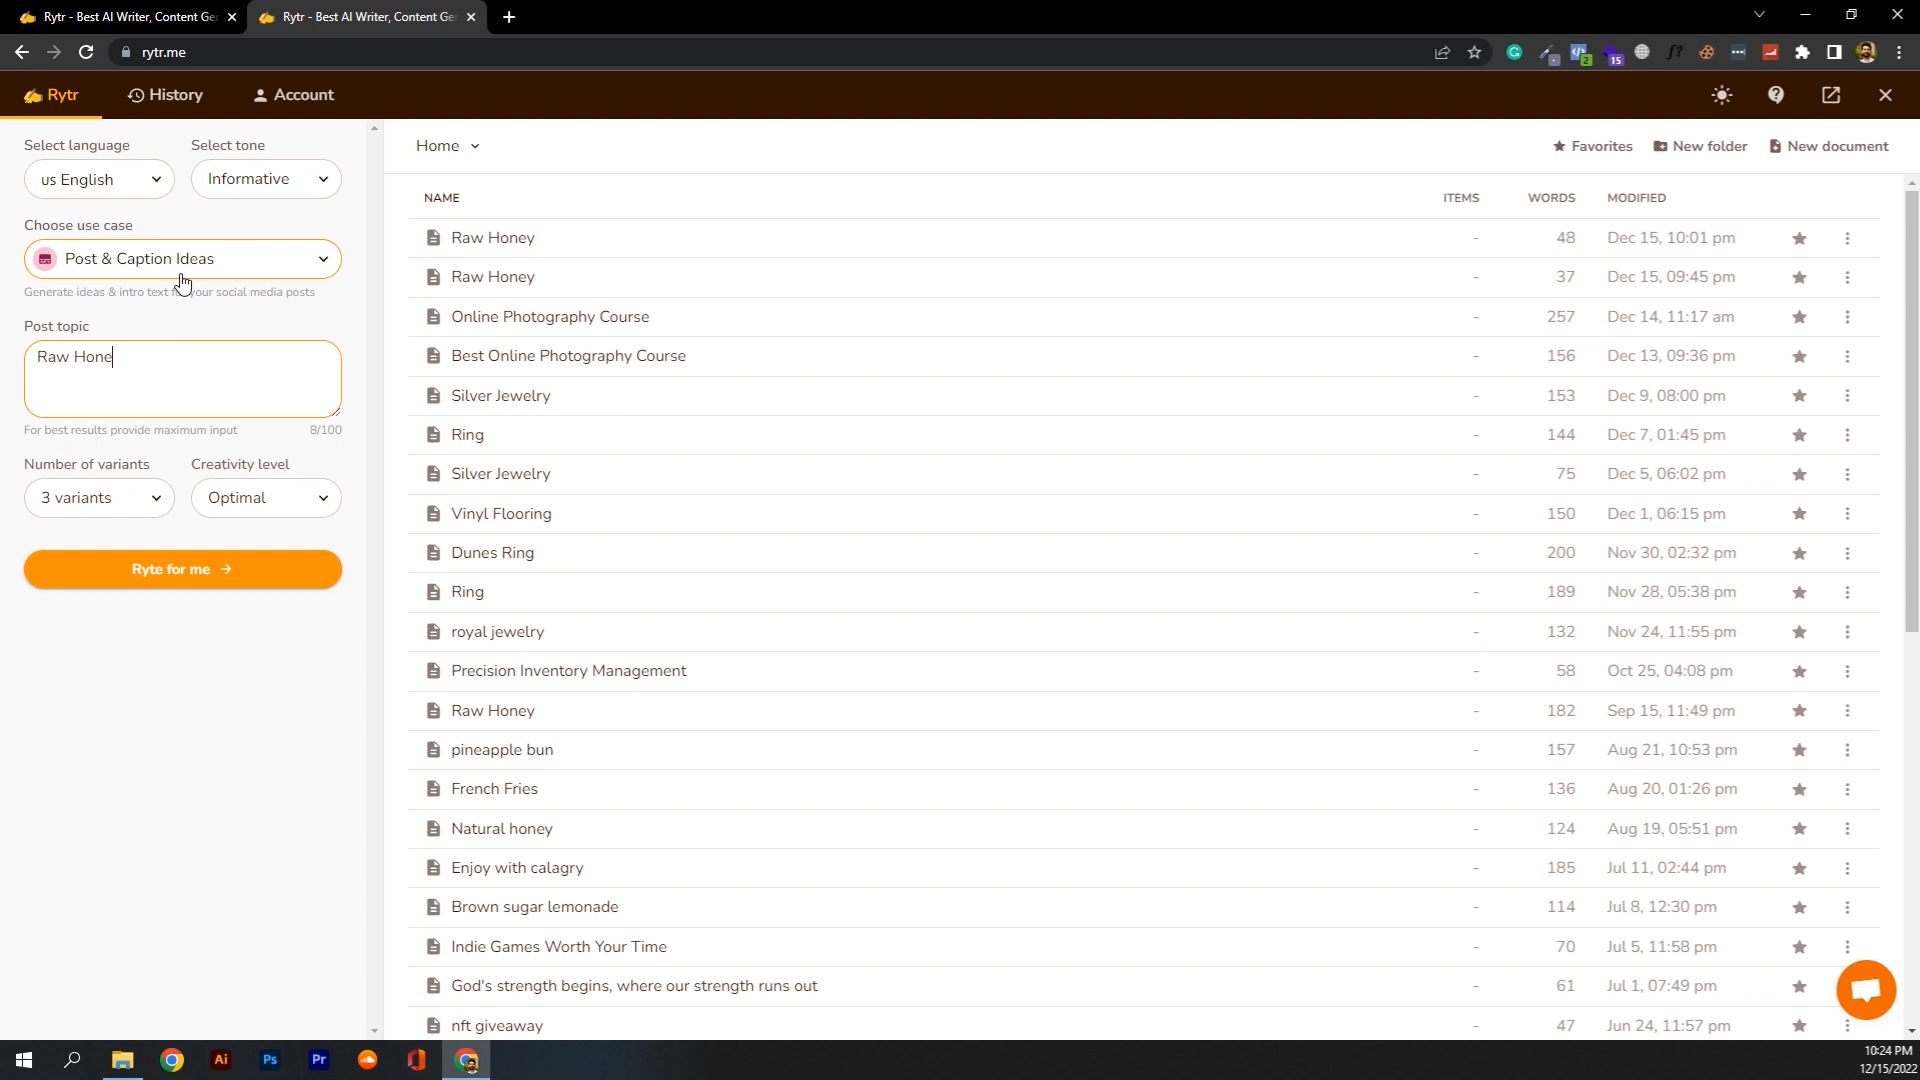 Rytr - Best AI Writer, Content Ger
Rytr - Best AI Writer, Content Ger
rytr.me
2
15
f?
Rytr
History
Account
Select language
Select tone
us English
Informative
Choose use case
Post & Caption Ideas
Generate ideas & intro text f your social media posts
Post topic
Raw Hone
For best results provide maximum input
8/100
Number of variants
Creativity level
3 variants
Optimal
Ryte for me →
Home
Favorites
New folder
New document
NAME ITEMS WORDS MODIFIED
Raw Honey - 48 Dec 15, 10:01 pm
Raw Honey - 37 Dec 15, 09:45 pm
Online Photography Course - 257 Dec 14, 11:17 am
Best Online Photography Course - 156 Dec 13, 09:36 pm
Silver Jewelry - 153 Dec 9, 08:00 pm
Ring - 144 Dec 7, 01:45 pm
Silver Jewelry - 75 Dec 5, 06:02 pm
Vinyl Flooring - 150 Dec 1, 06:15 pm
Dunes Ring - 200 Nov 30, 02:32 pm
Ring - 189 Nov 28, 05:38 pm
royal jewelry - 132 Nov 24, 11:55 pm
Precision Inventory Management - 58 Oct 25, 04:08 pm
Raw Honey - 182 Sep 15, 11:49 pm
pineapple bun - 157 Aug 21, 10:53 pm
French Fries - 136 Aug 20, 01:26 pm
Natural honey - 124 Aug 19, 05:51 pm
Enjoy with calagry - 185 Jul 11, 02:44 pm
Brown sugar lemonade - 114 Jul 8, 12:30 pm
Indie Games Worth Your Time - 70 Jul 5, 11:58 pm
God's strength begins, where our strength runs out - 61 Jul 1, 07:49 pm
nft giveaway - 47 Jun 24, 11:57 pm
Ai
Ps
Pr
10:24 PM
12/15/2022